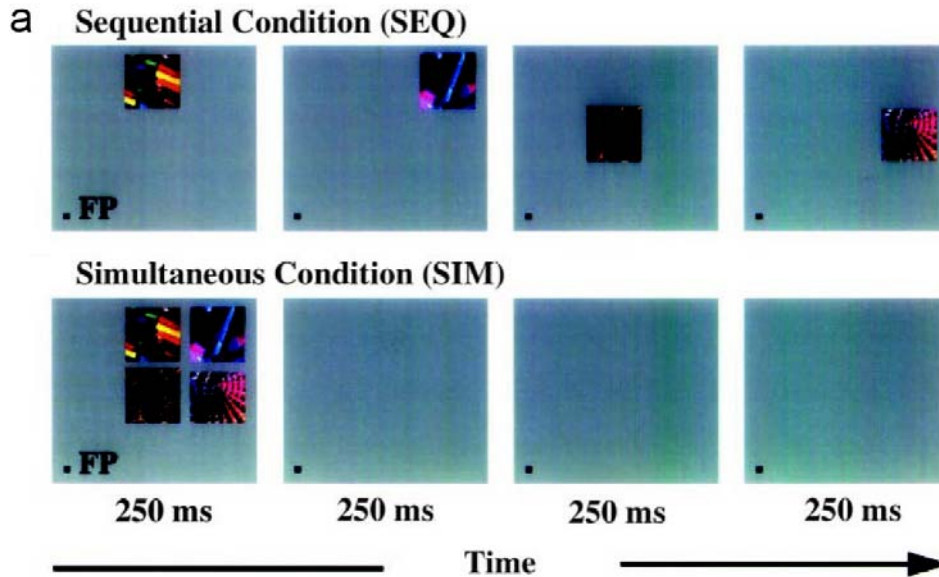 a
Sequential Condition (SEQ)
FP
Simultaneous Condition (SIM)
FP
250 ms 250 ms 250 ms 250 ms
Time